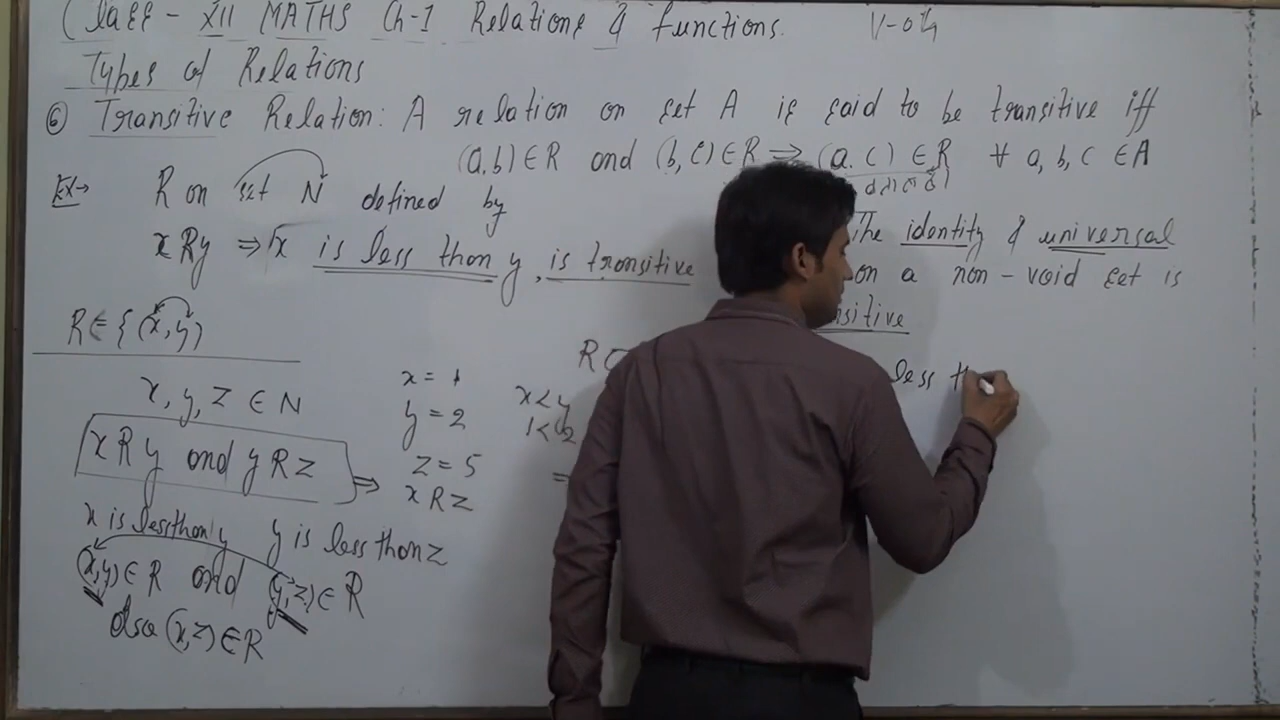 Class - XII MATHS Ch-1 Relations & functions. V-04
Types of Relations
⑥ Transitive Relation: A relation on set A is said to be transitive iff
(a,b)∈R and (b,c)∈R ⇒ (a,c)∈R ∀ a,b,c ∈A
Ex→ R on set N defined by
xRy ⇒ x is less than y, is transitive
R∈{(x,y)
x,y,z ∈N
xRy and yRz ⇒
x is less than y y is less than z
(x,y)∈R and (y,z)∈R
also (x,z)∈R
x = 1
y = 2
z = 5
xRz
x<y
1<2
=
R
The identity & universal
on a non-void set is
sitive
less t